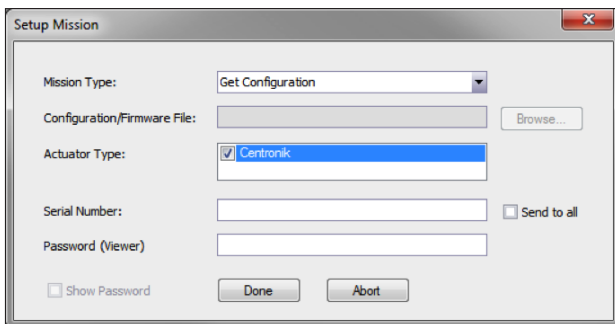 Setup Mission
Mission Type: Get Configuration
Configuration/Firmware File: Browse...
Actuator Type: Centronik
Serial Number: Send to all
Password (Viewer)
Show Password Done Abort